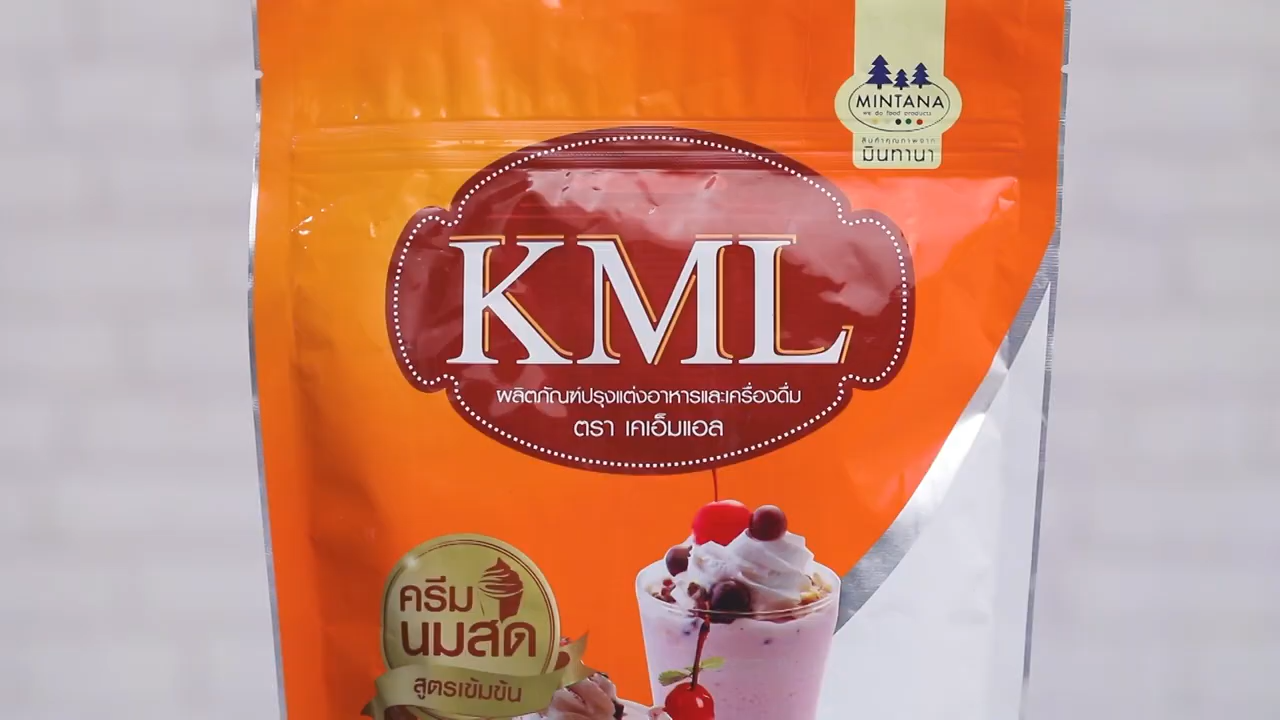 MINTANA
we do food products
สินค้าคุณภาพจาก
มินทานา
KML
ผลิตภัณฑ์ปรุงแต่งอาหารและเครื่องดื่ม
ตรา เคเอ็มแอล
ครีม
นมสด
สูตรเข้มข้น